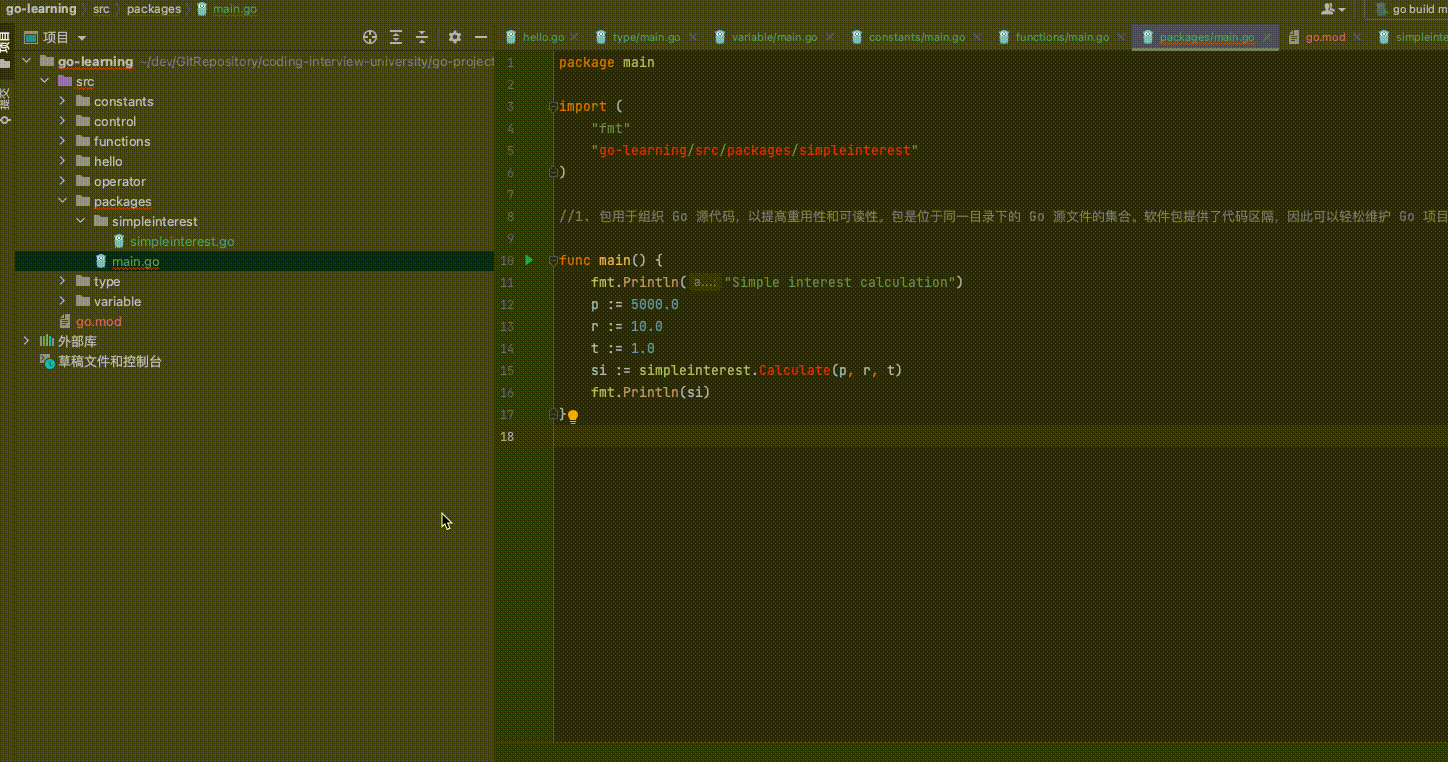 go-learning src packages main.go go build m
项目 hello.go type/main.go variable/main.go constants/main.go functions/main.go packages/main.go go.mod simpleinte
项目
提交
go-learning ~/dev/GitRepository/coding-interview-university/go-project
src
constants
control
functions
hello
operator
packages
simpleinterest
simpleinterest.go
main.go
type
variable
go.mod
外部库
草稿文件和控制台
1 package main
2
3 import (
4 "fmt"
5 "go-learning/src/packages/simpleinterest"
6 )
7
8 //1. 包用于组织 Go 源代码，以提高重用性和可读性。包是位于同一目录下的 Go 源文件的集合。软件包提供了代码区隔，因此可以轻松维护 Go 项目
9
10 func main() {
11 fmt.Println( a...: "Simple interest calculation")
12 p := 5000.0
13 r := 10.0
14 t := 1.0
15 si := simpleinterest.Calculate(p, r, t)
16 fmt.Println(si)
17 }
18